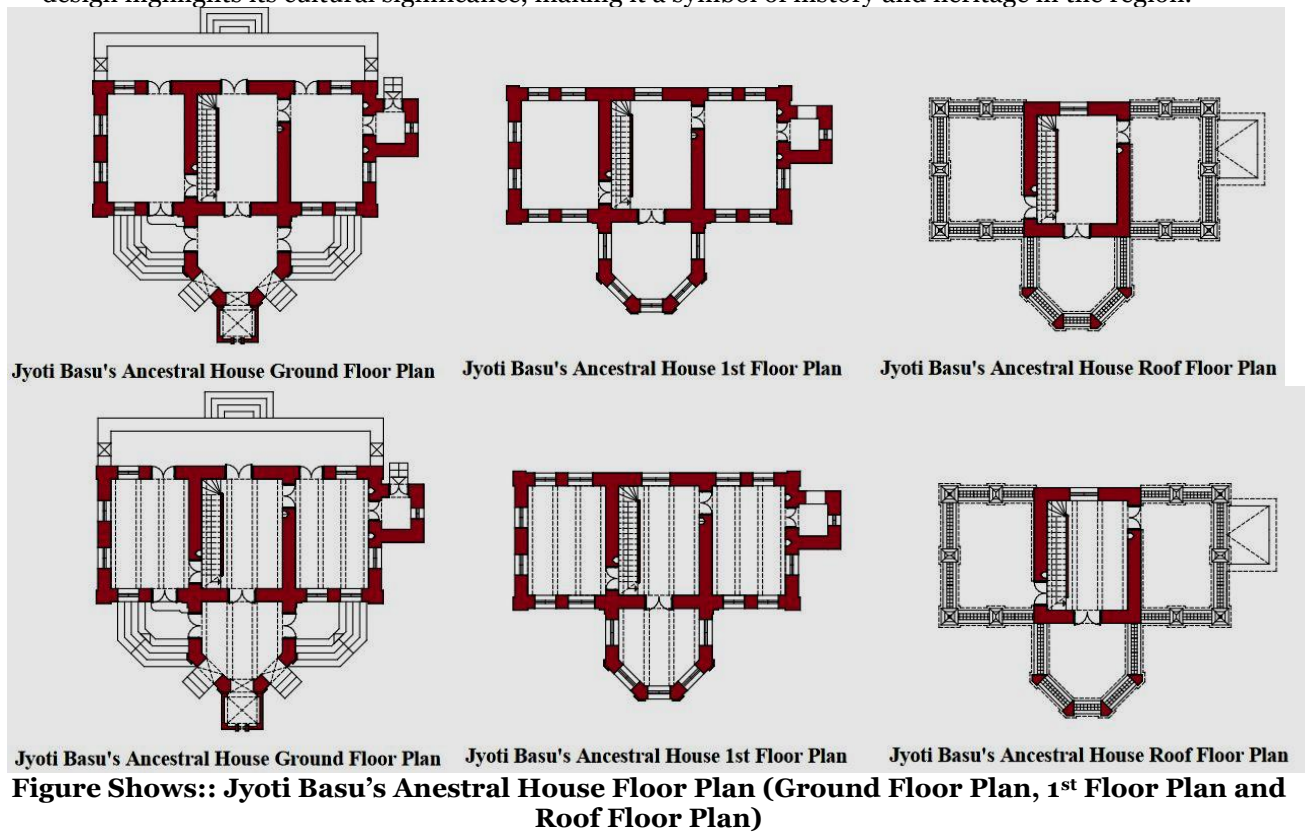 design highlights its cultural significance, making it a symbol of history and heritage in the region.
Jyoti Basu's Ancestral House Ground Floor Plan
Jyoti Basu's Ancestral House 1st Floor Plan
Jyoti Basu's Ancestral House Roof Floor Plan
Jyoti Basu's Ancestral House Ground Floor Plan
Jyoti Basu's Ancestral House 1st Floor Plan
Jyoti Basu's Ancestral House Roof Floor Plan
Figure Shows:: Jyoti Basu’s Anestral House Floor Plan (Ground Floor Plan, 1st Floor Plan and
Roof Floor Plan)